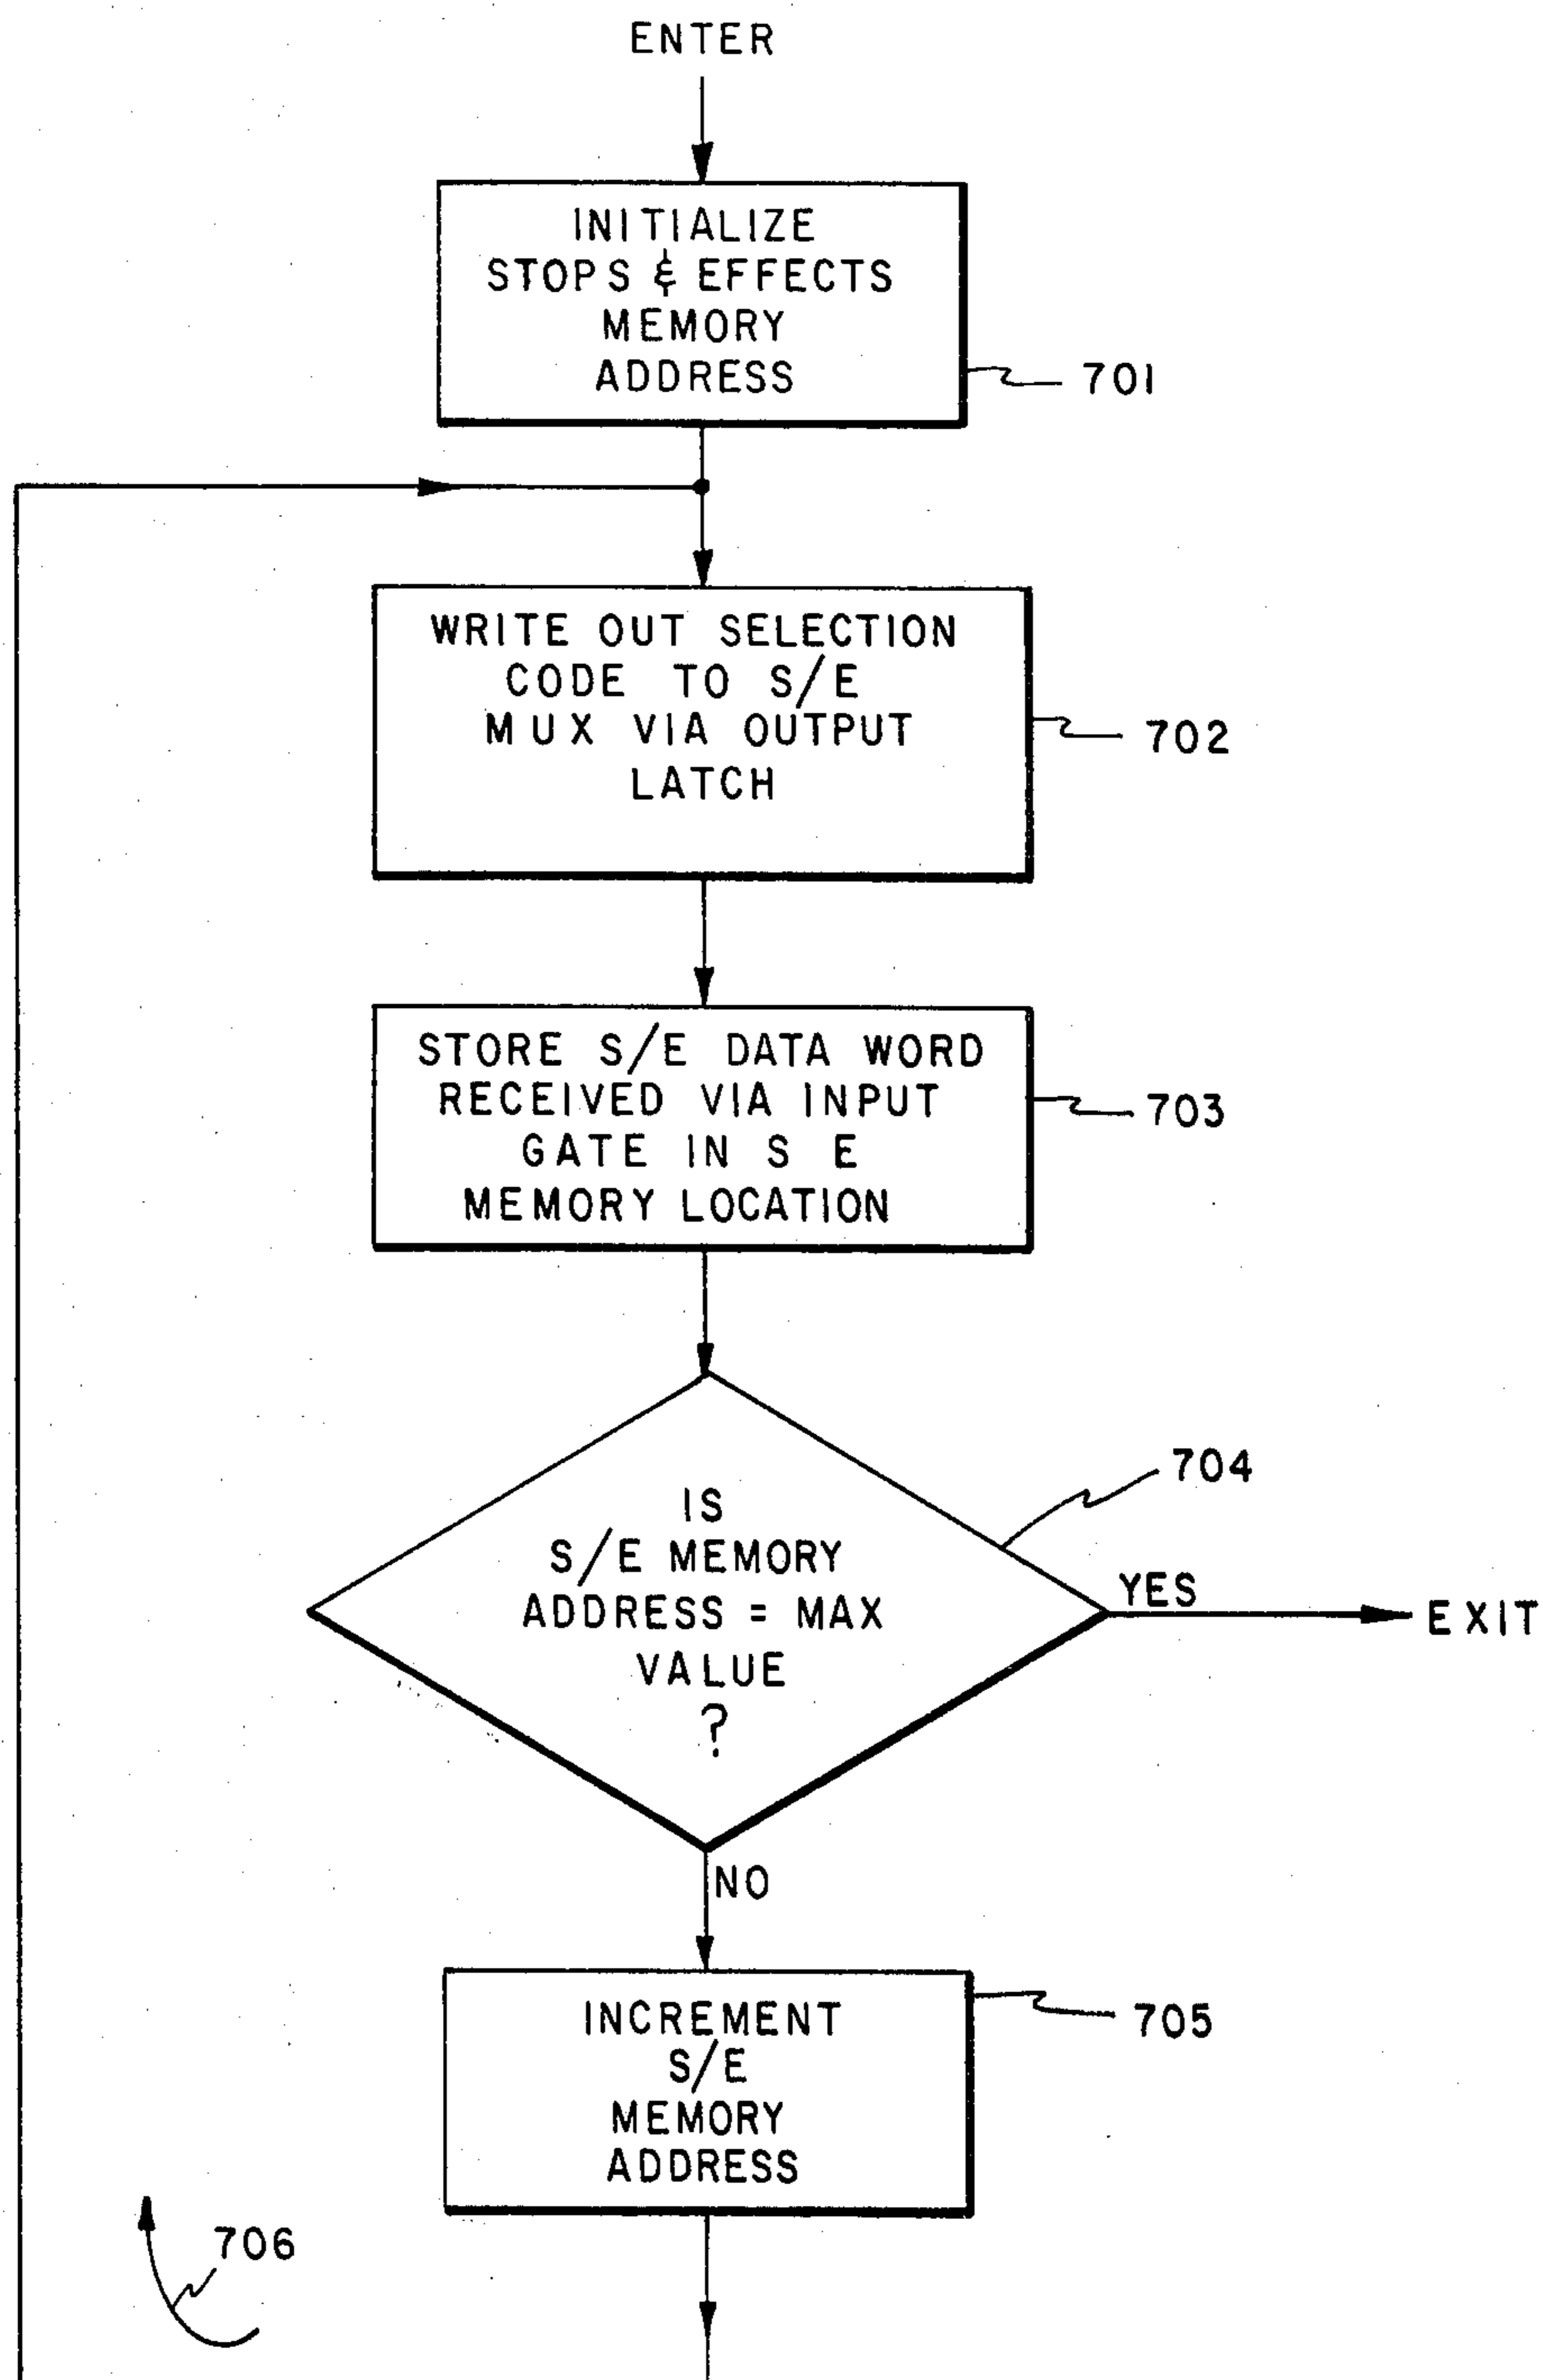 ENTER
INITIALIZE
STOPS & EFFECTS
MEMORY
ADDRESS
701
WRITE OUT SELECTION
CODE TO S/E
MUX VIA OUTPUT
LATCH
702
STORE S/E DATA WORD
RECEIVED VIA INPUT
GATE IN S E
MEMORY LOCATION
703
704
IS
S/E MEMORY
ADDRESS = MAX
VALUE
?
YES
EXIT
NO
INCREMENT
S/E
MEMORY
ADDRESS
705
706